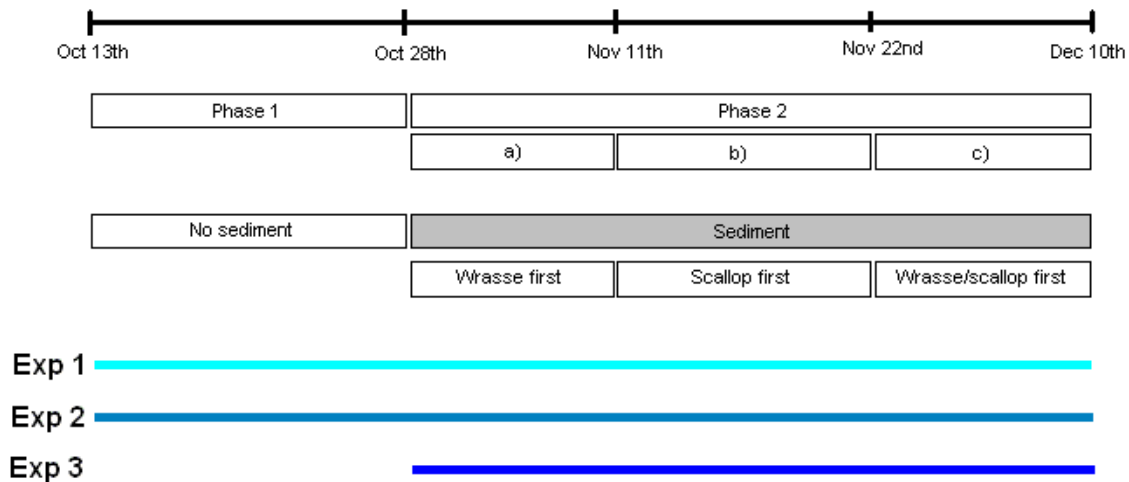 Oct 13th Oct 28th Nov 11th Nov 22nd Dec 10th
Phase 1 Phase 2
a) b) c)
No sediment Sediment
Wrasse first Scallop first Wrasse/scallop first
Exp 1
Exp 2
Exp 3